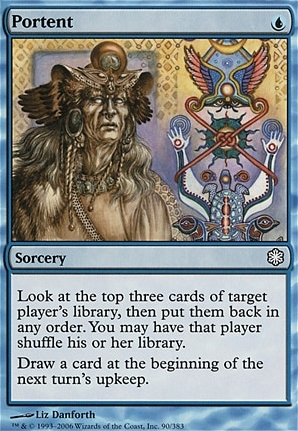 Portent
Sorcery
Look at the top three cards of target
player's library, then put them back in
any order. You may have that player
shuffle his or her library.
Draw a card at the beginning of the
next turn's upkeep.
Liz Danforth
™ & © 1993–2006 Wizards of the Coast, Inc. 90/383